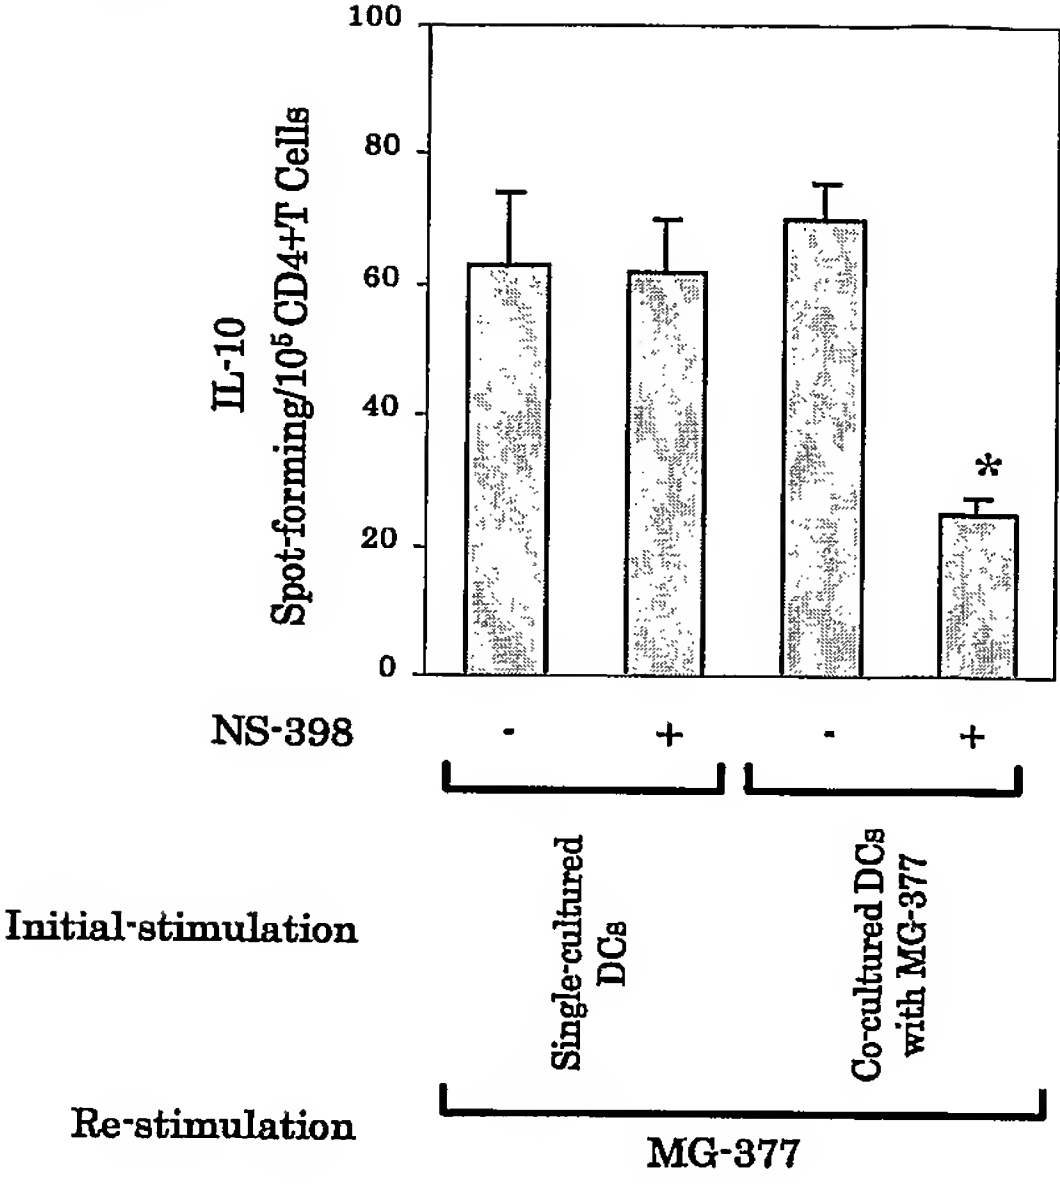 100
80
60
40
20
0
IL-10
Spot-forming/10⁵ CD4+T Cells
*
NS-398 - + - +
Initial-stimulation
Single-cultured
DCs
Co-cultured DCs
with MG-377
Re-stimulation
MG-377